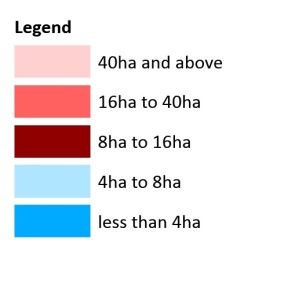 Legend
40ha and above
16ha to 40ha
8ha to 16ha
4ha to 8ha
less than 4ha